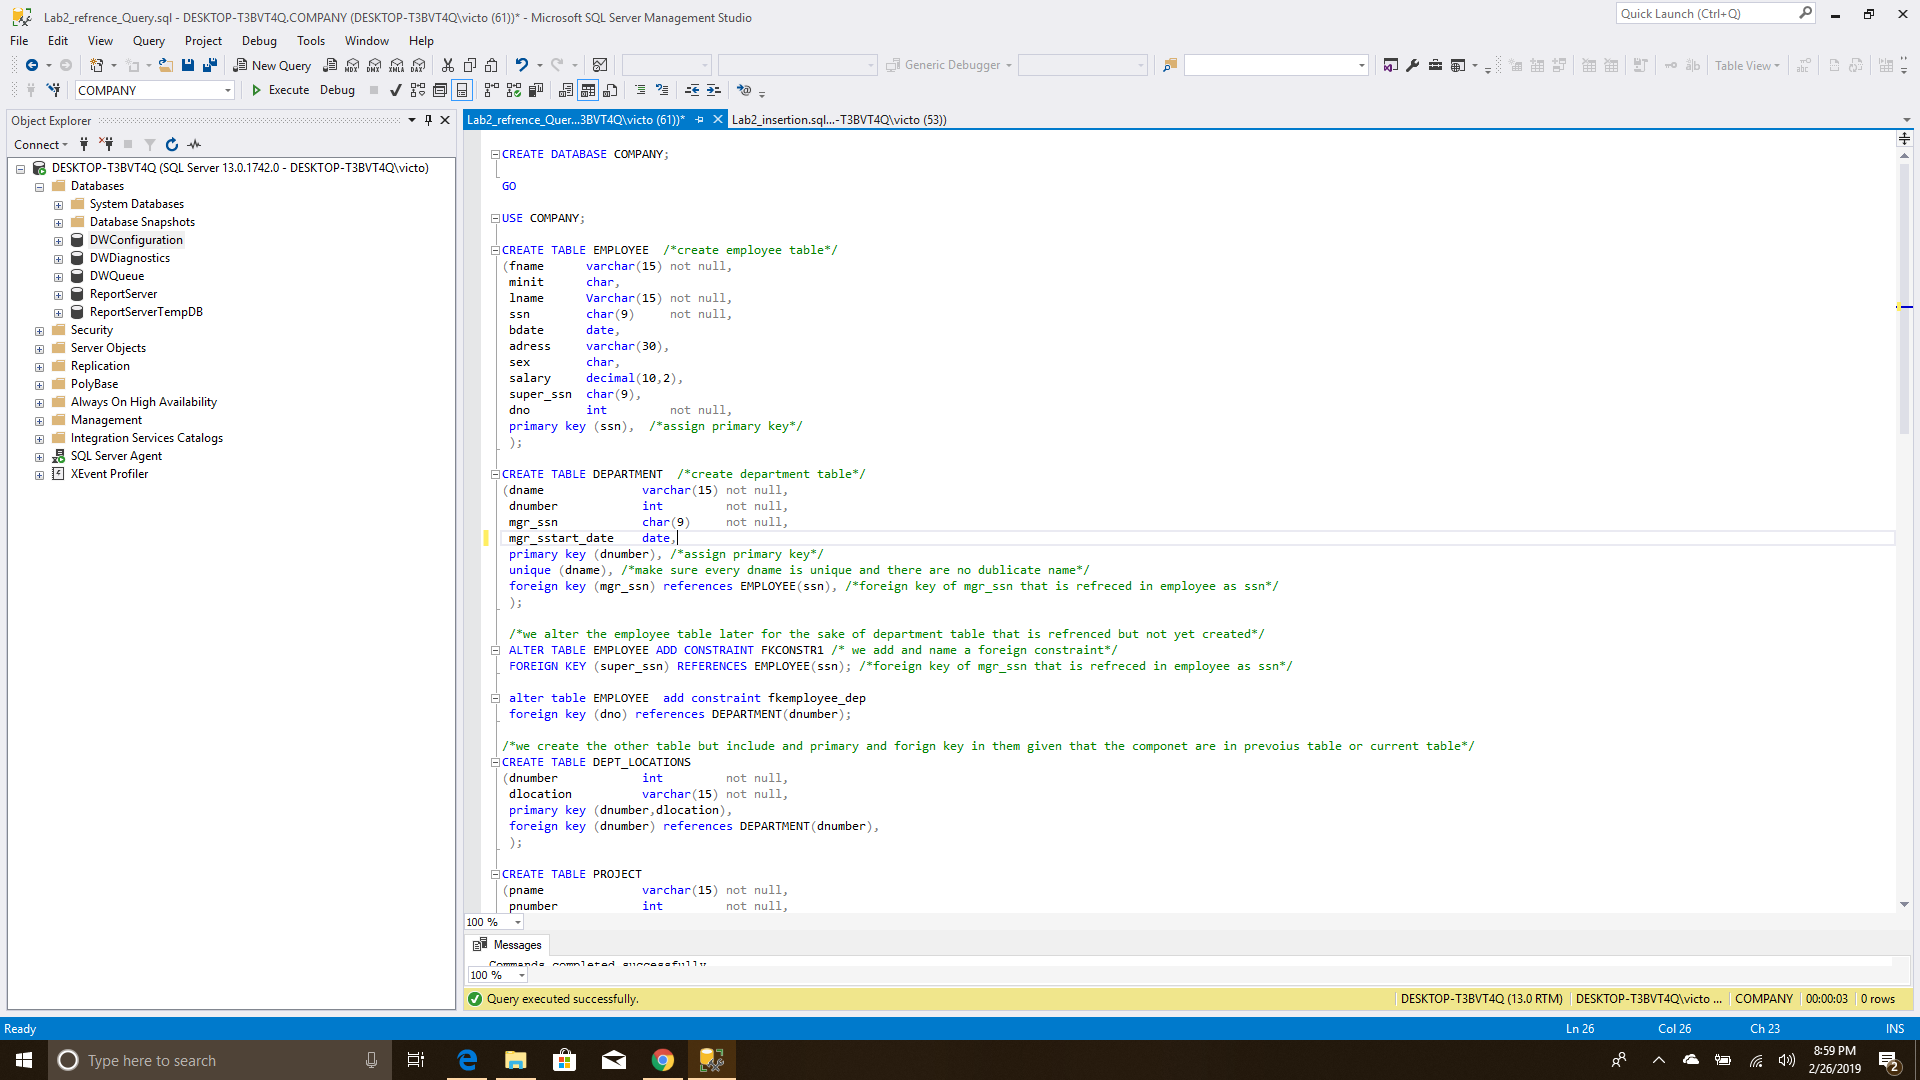 Lab2_refrence_Query.sql - DESKTOP-T3BVT4Q.COMPANY (DESKTOP-T3BVT4Q\victo (61))* - Microsoft SQL Server Management Studio
Quick Launch (Ctrl+Q)
File Edit View Query Project Debug Tools Window Help
New Query
Generic Debugger
Table View
COMPANY
Execute Debug
Object Explorer
Lab2_refrence_Quer...3BVT4Q\victo (61))* Lab2_insertion.sql...-T3BVT4Q\victo (53))
Connect
DESKTOP-T3BVT4Q (SQL Server 13.0.1742.0 - DESKTOP-T3BVT4Q\victo)
Databases
System Databases
Database Snapshots
DWConfiguration
DWDiagnostics
DWQueue
ReportServer
ReportServerTempDB
Security
Server Objects
Replication
PolyBase
Always On High Availability
Management
Integration Services Catalogs
SQL Server Agent
XEvent Profiler
CREATE DATABASE COMPANY;
GO
USE COMPANY;
CREATE TABLE EMPLOYEE /*create employee table*/
(fname varchar(15) not null,
minit char,
lname Varchar(15) not null,
ssn char(9) not null,
bdate date,
adress varchar(30),
sex char,
salary decimal(10,2),
super_ssn char(9),
dno int not null,
primary key (ssn), /*assign primary key*/
);
CREATE TABLE DEPARTMENT /*create department table*/
(dname varchar(15) not null,
dnumber int not null,
mgr_ssn char(9) not null,
mgr_sstart_date date,
primary key (dnumber), /*assign primary key*/
unique (dname), /*make sure every dname is unique and there are no dublicate name*/
foreign key (mgr_ssn) references EMPLOYEE(ssn), /*foreign key of mgr_ssn that is refreced in employee as ssn*/
);
/*we alter the employee table later for the sake of department table that is refrenced but not yet created*/
ALTER TABLE EMPLOYEE ADD CONSTRAINT FKCONSTR1 /* we add and name a foreign constraint*/
FOREIGN KEY (super_ssn) REFERENCES EMPLOYEE(ssn); /*foreign key of mgr_ssn that is refreced in employee as ssn*/
alter table EMPLOYEE add constraint fkemployee_dep
foreign key (dno) references DEPARTMENT(dnumber);
/*we create the other table but include and primary and forign key in them given that the componet are in prevoius table or current table*/
CREATE TABLE DEPT_LOCATIONS
(dnumber int not null,
dlocation varchar(15) not null,
primary key (dnumber,dlocation),
foreign key (dnumber) references DEPARTMENT(dnumber),
);
CREATE TABLE PROJECT
(pname varchar(15) not null,
pnumber int not null,
100 %
Messages
Commands completed successfully
100 %
Query executed successfully.
DESKTOP-T3BVT4Q (13.0 RTM) DESKTOP-T3BVT4Q\victo ... COMPANY 00:00:03 0 rows
Ready
Ln 26 Col 26 Ch 23 INS
Type here to search
8:59 PM
2/26/2019
2